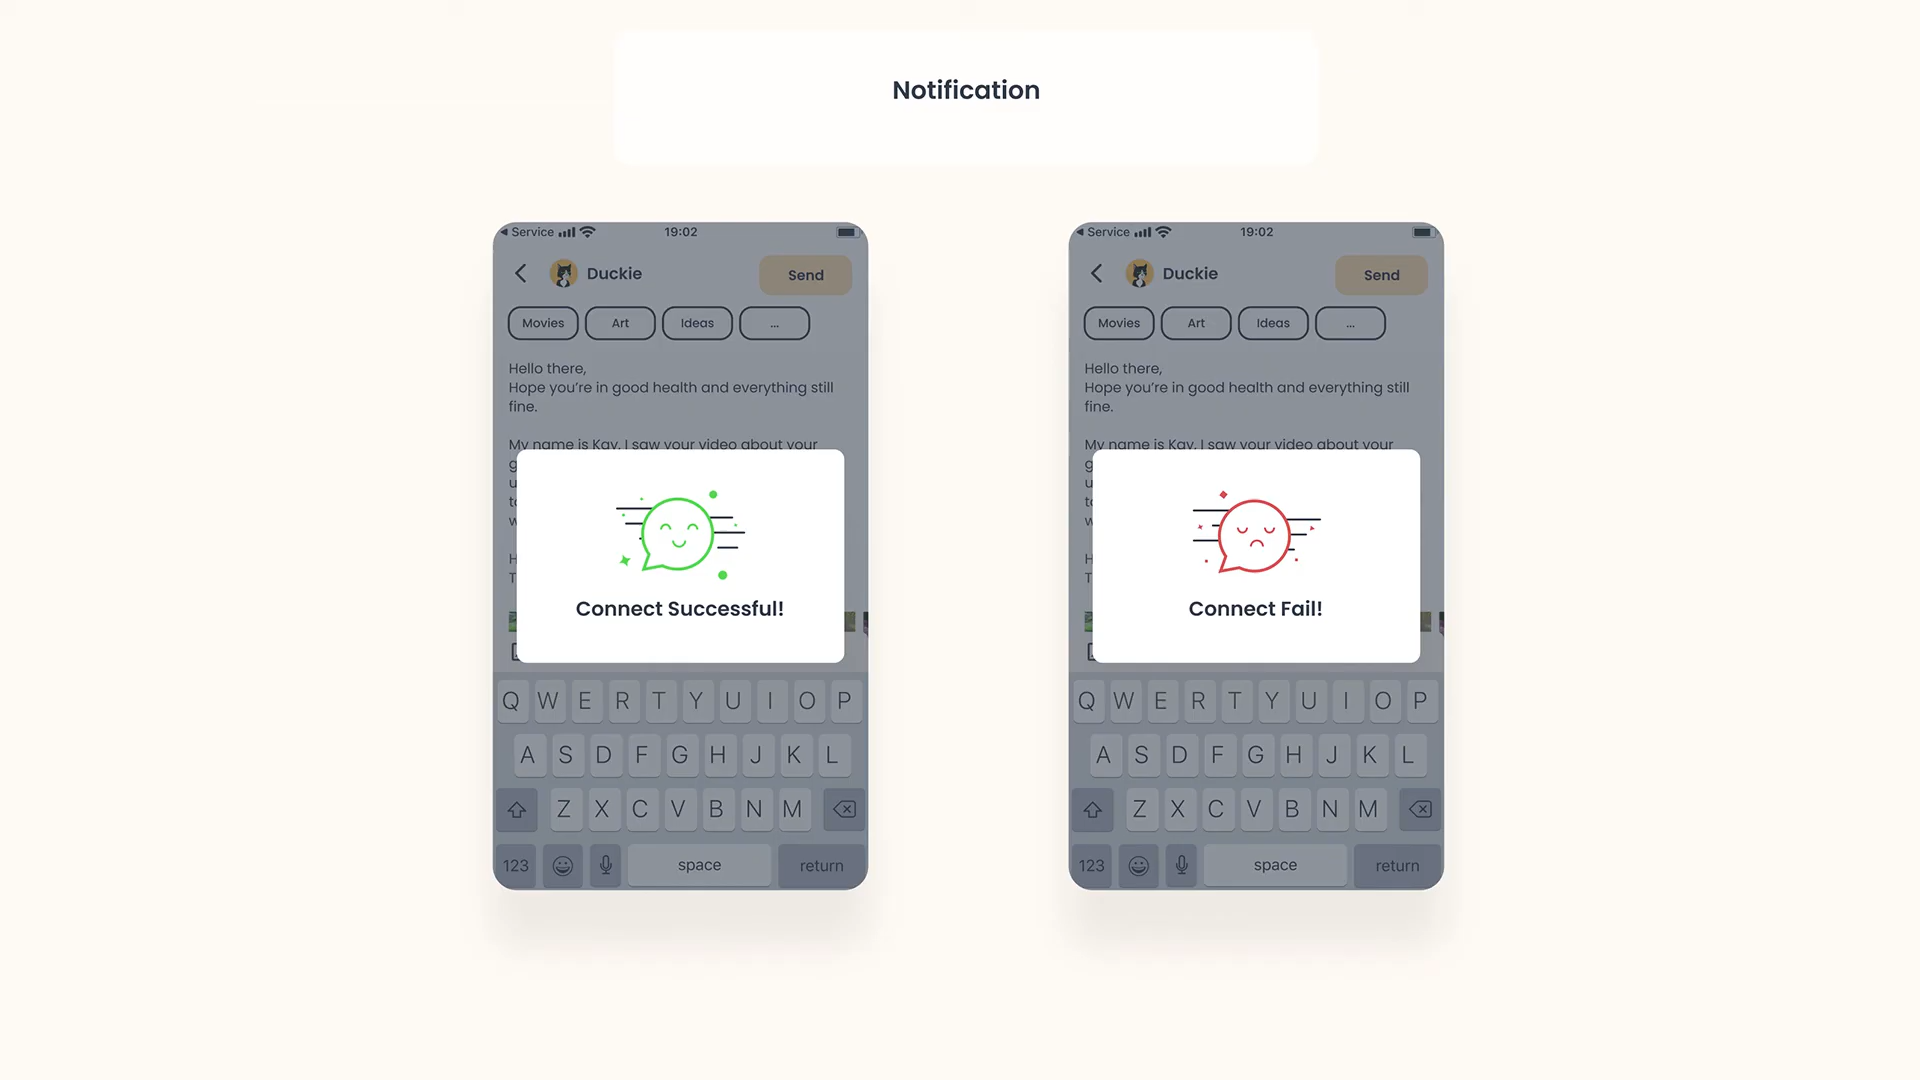 Notification
Service 19:02
Duckie
Send
Movies Art Ideas ...
Hello there,
Hope you're in good health and everything still
fine.
My name is Kay. I saw your video about your
Connect Successful!
Q W E R T Y U I O P
A S D F G H J K L
Z X C V B N M
123 space return
Service 19:02
Duckie
Send
Movies Art Ideas ...
Hello there,
Hope you're in good health and everything still
fine.
My name is Kay. I saw your video about your
Connect Fail!
Q W E R T Y U I O P
A S D F G H J K L
Z X C V B N M
123 space return